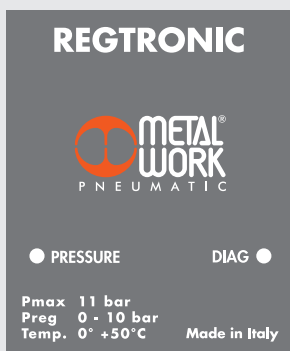 REGTRONIC
METAL®
WORK
PNEUMATIC
PRESSURE DIAG
Pmax 11 bar
Preg 0 - 10 bar
Temp. 0° +50°C Made in Italy